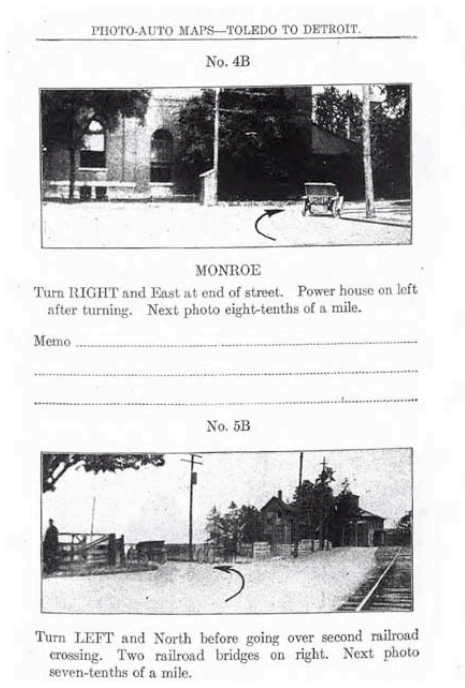 PHOTO-AUTO MAPS—TOLEDO TO DETROIT.
No. 4B
MONROE
Turn RIGHT and East at end of street. Power house on left
after turning. Next photo eight-tenths of a mile.
Memo
No. 5B
Turn LEFT and North before going over second railroad
crossing. Two railroad bridges on right. Next photo
seven-tenths of a mile.